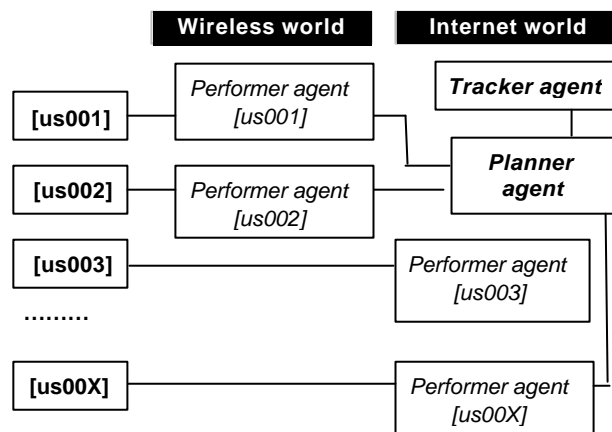 Wireless world
Internet world
[us001]
Performer agent
[us001]
Tracker agent
[us002]
Performer agent
[us002]
Planner
agent
[us003]
Performer agent
[us003]
.........
[us00X]
Performer agent
[us00X]